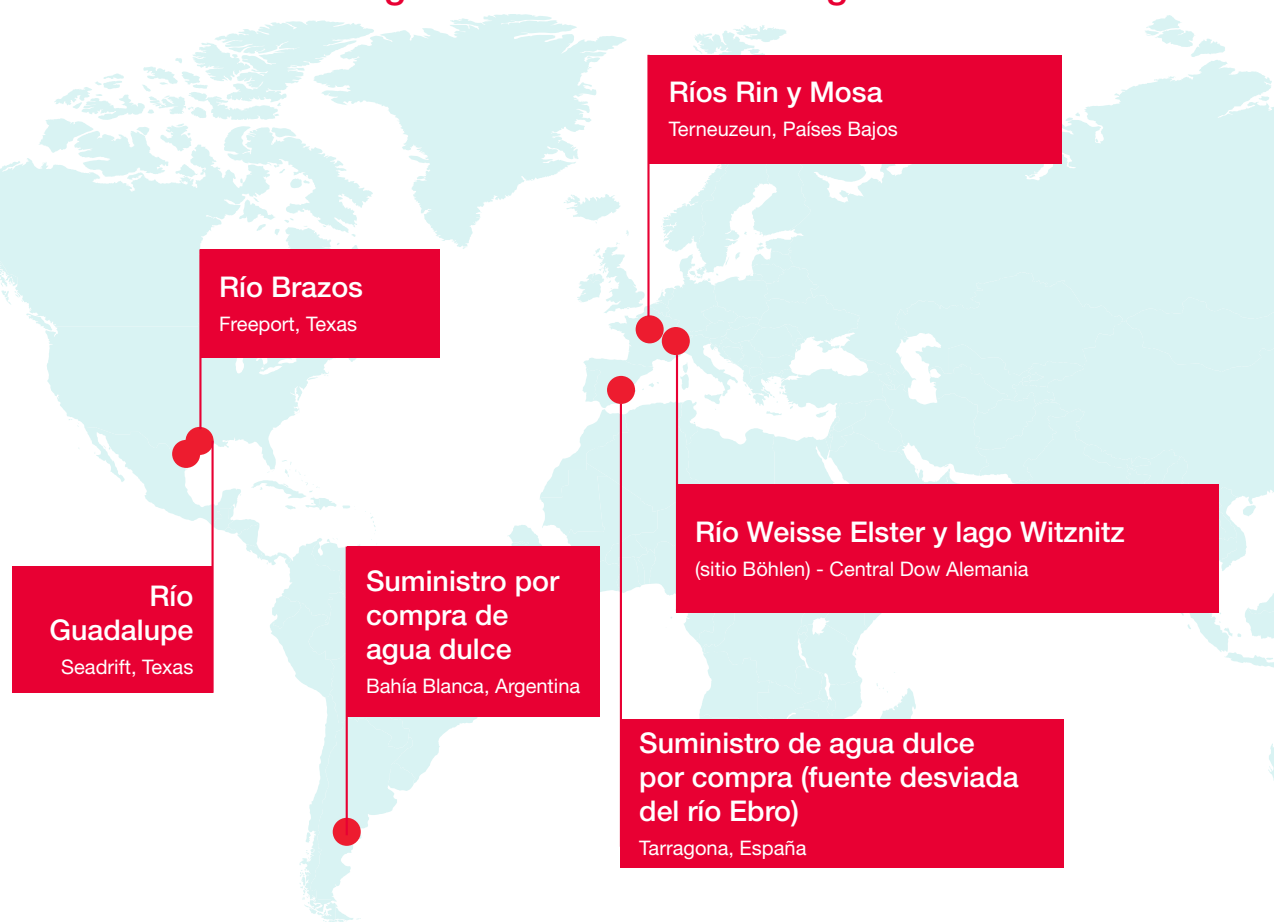 Ríos Rin y Mosa
Terneuzeun, Países Bajos
Río Brazos
Freeport, Texas
Río Weisse Elster y lago Witznitz
(sitio Böhlen) - Central Dow Alemania
Río
Guadalupe
Seadrift, Texas
Suministro por
compra de
agua dulce
Bahía Blanca, Argentina
Suministro de agua dulce
por compra (fuente desviada
del río Ebro)
Tarragona, España